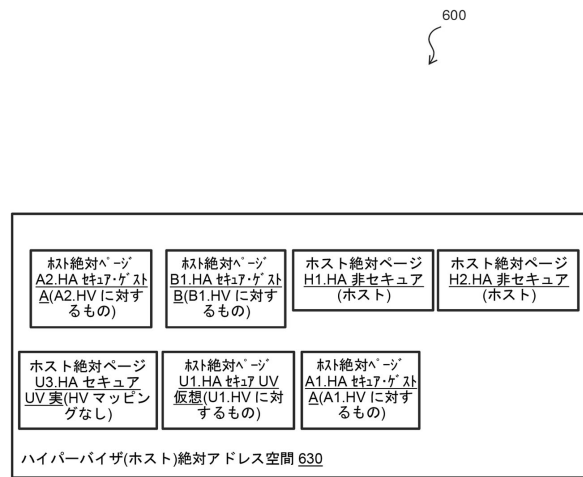 600
ホスト絶対ページ
A2.HA セキュア・ゲスト
A(A2.HV に対す
るもの)
ホスト絶対ページ
B1.HA セキュア・ゲスト
B(B1.HV に対す
るもの)
ホスト絶対ページ
H1.HA 非セキュア
(ホスト)
ホスト絶対ページ
H2.HA 非セキュア
(ホスト)
ホスト絶対ページ
U3.HA セキュア
UV 実(HV マッピン
グなし)
ホスト絶対ページ
U1.HA セキュア UV
仮想(U1.HV に対
するもの)
ホスト絶対ページ
A1.HA セキュア・ゲスト
A(A1.HV に対す
るもの)
ハイパーバイザ(ホスト)絶対アドレス空間 630